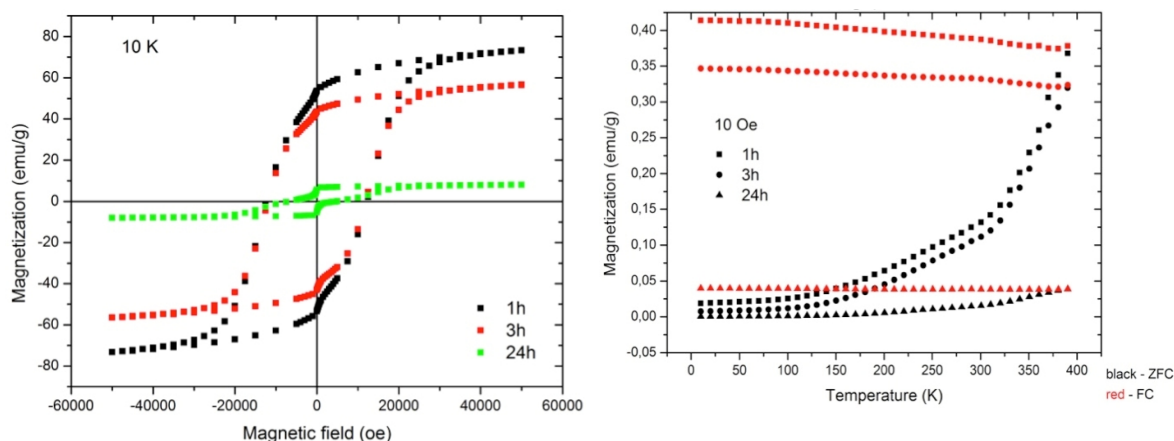 10 K
Magnetization (emu/g)
80
60
40
20
0
-20
-40
-60
-80
1h
3h
24h
-60000 -40000 -20000 0 20000 40000 60000
Magnetic field (oe)
Magnetization (emu/g)
0,40
0,35
0,30
0,25
0,20
0,15
0,10
0,05
0,00
0,05
10 Oe
1h
3h
24h
0 50 100 150 200 250 300 350 400
Temperature (K)
black - ZFC
red - FC